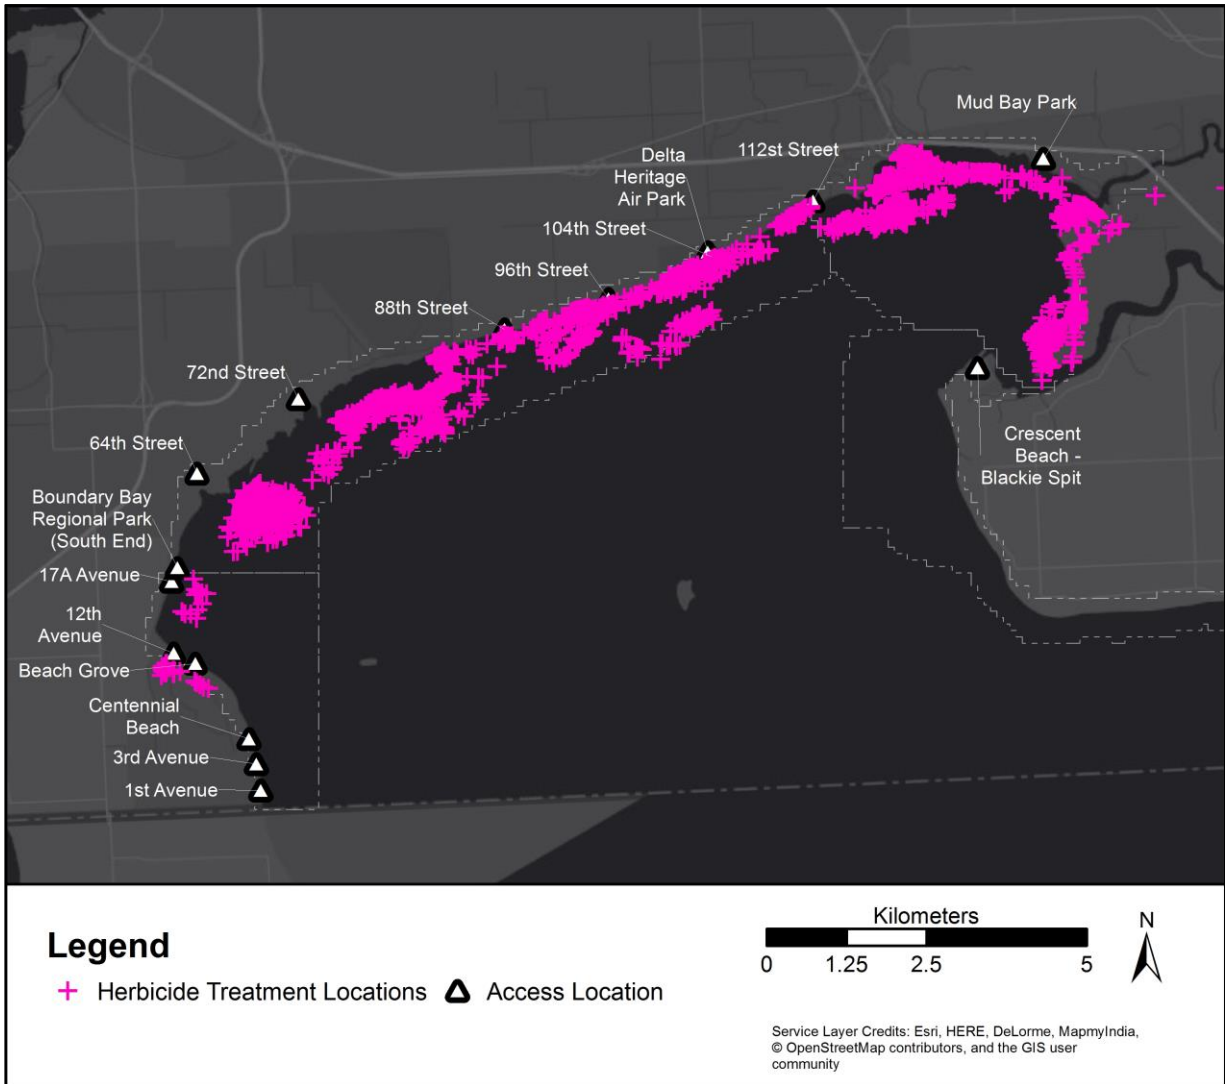 Mud Bay Park
112st Street
Delta
Heritage
Air Park
104th Street
96th Street
88th Street
72nd Street
64th Street
Boundary Bay
Regional Park
(South End)
17A Avenue
12th
Avenue
Beach Grove
Centennial
Beach
3rd Avenue
1st Avenue
Crescent
Beach -
Blackie Spit
Legend
Herbicide Treatment Locations
Access Location
Kilometers
0 1.25 2.5 5
N
Service Layer Credits: Esri, HERE, DeLorme, MapmyIndia,
© OpenStreetMap contributors, and the GIS user
community